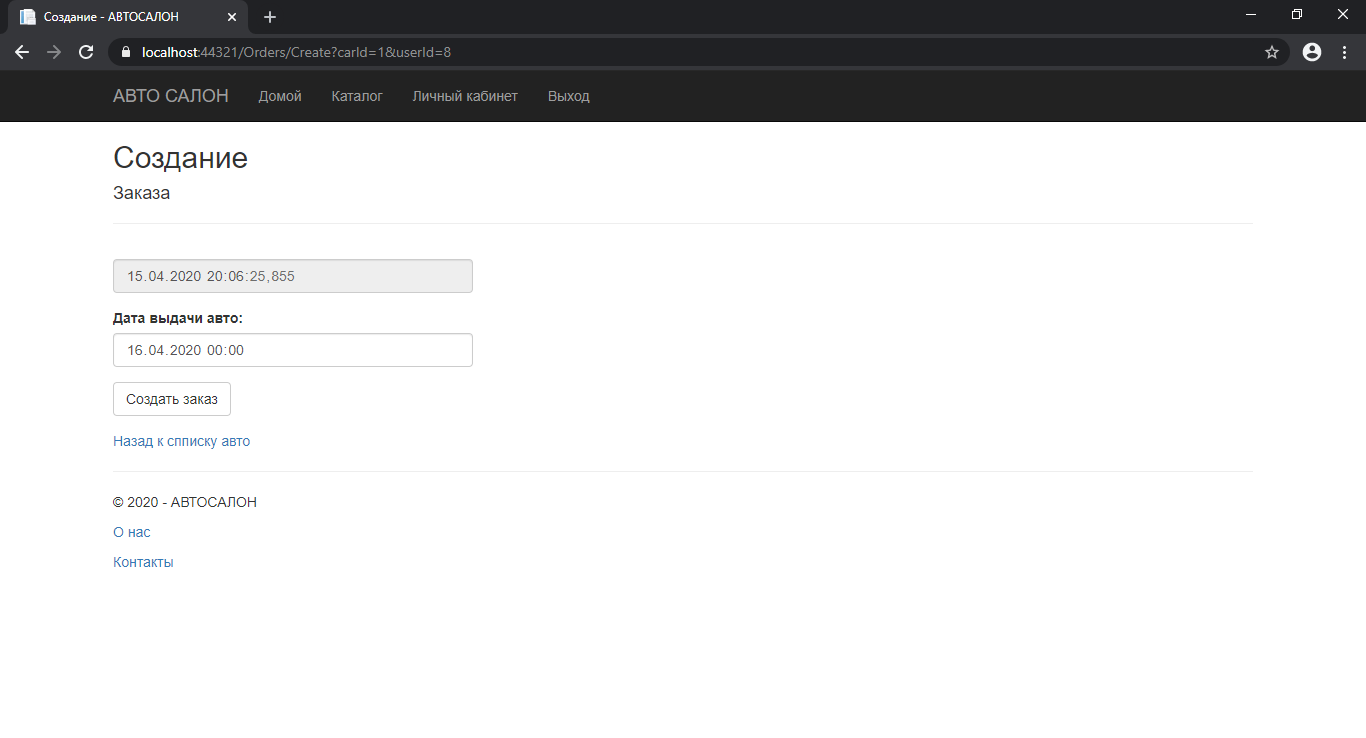 Создание - АВТОСАЛОН
localhost:44321/Orders/Create?carId=1&userId=8
АВТО САЛОН Домой Каталог Личный кабинет Выход
Создание
Заказа
15.04.2020 20:06:25,855
Дата выдачи авто:
16.04.2020 00:00
Создать заказ
Назад к спписку авто
© 2020 - АВТОСАЛОН
О нас
Контакты